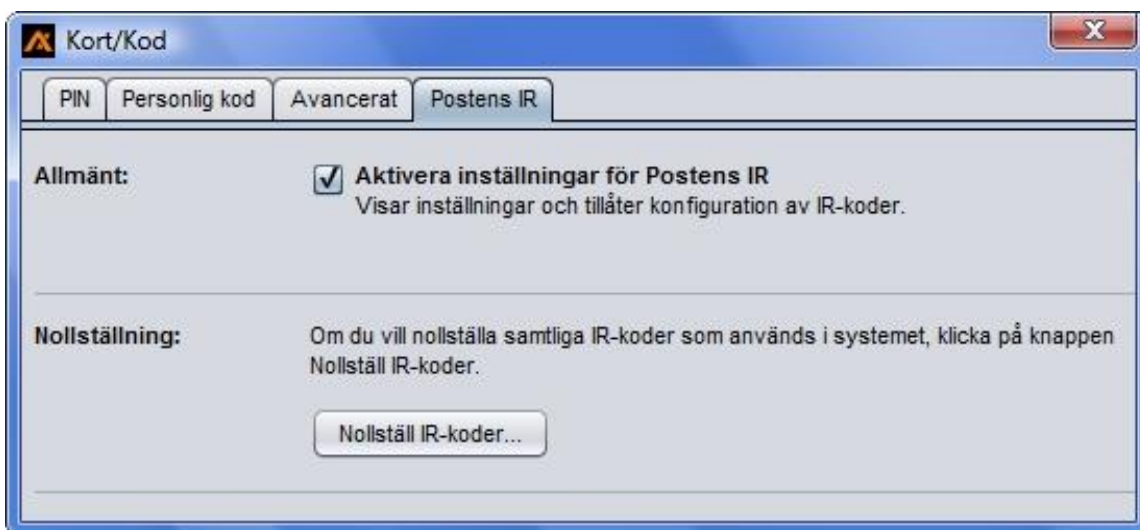 Kort/Kod
PIN Personlig kod Avancerat Postens IR
Allmänt: Aktivera inställningar för Postens IR
Visar inställningar och tillåter konfiguration av IR-koder.
Nollställning: Om du vill nollställa samtliga IR-koder som används i systemet, klicka på knappen
Nollställ IR-koder.
Nollställ IR-koder...